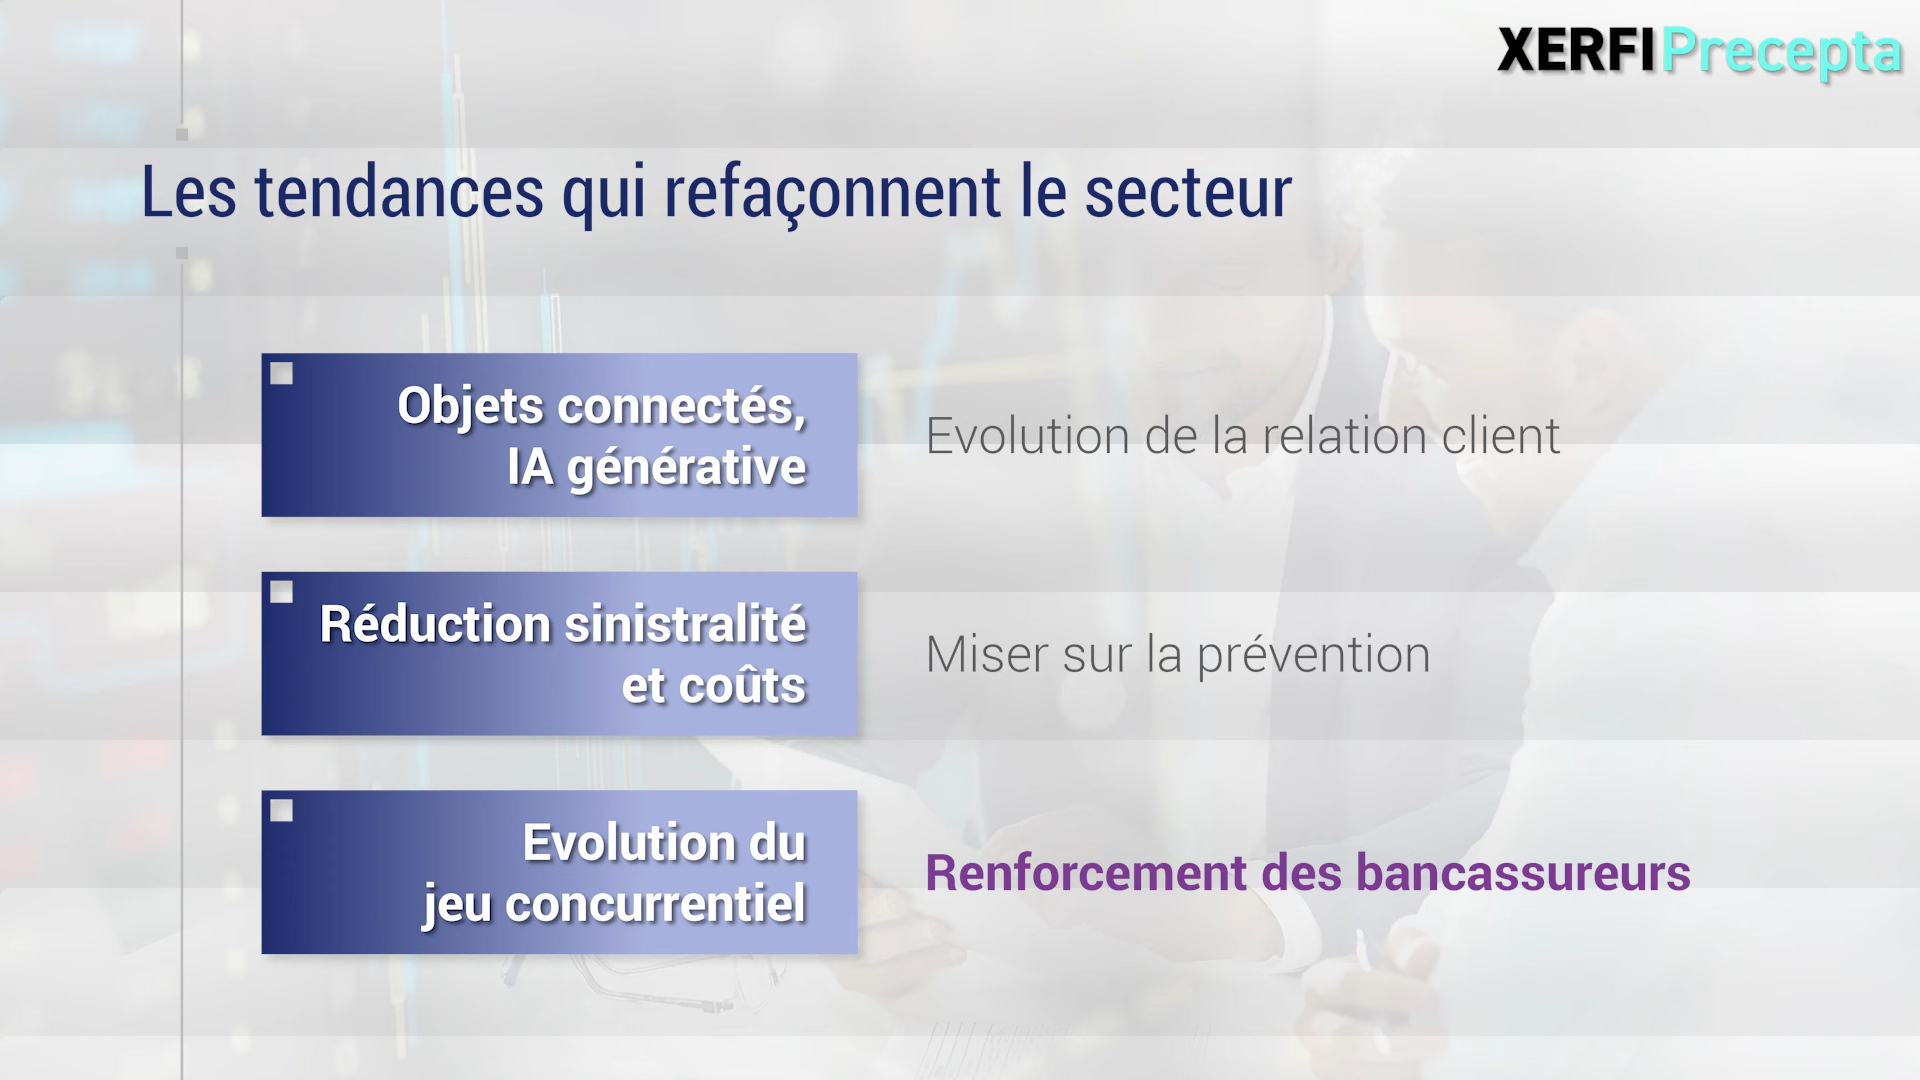 XERFI Precepta
Les tendances qui refaçonnent le secteur
Objets connectés,
IA générative
Evolution de la relation client
Réduction sinistralité
et coûts
Miser sur la prévention
Evolution du
jeu concurrentiel
Renforcement des bancassureurs